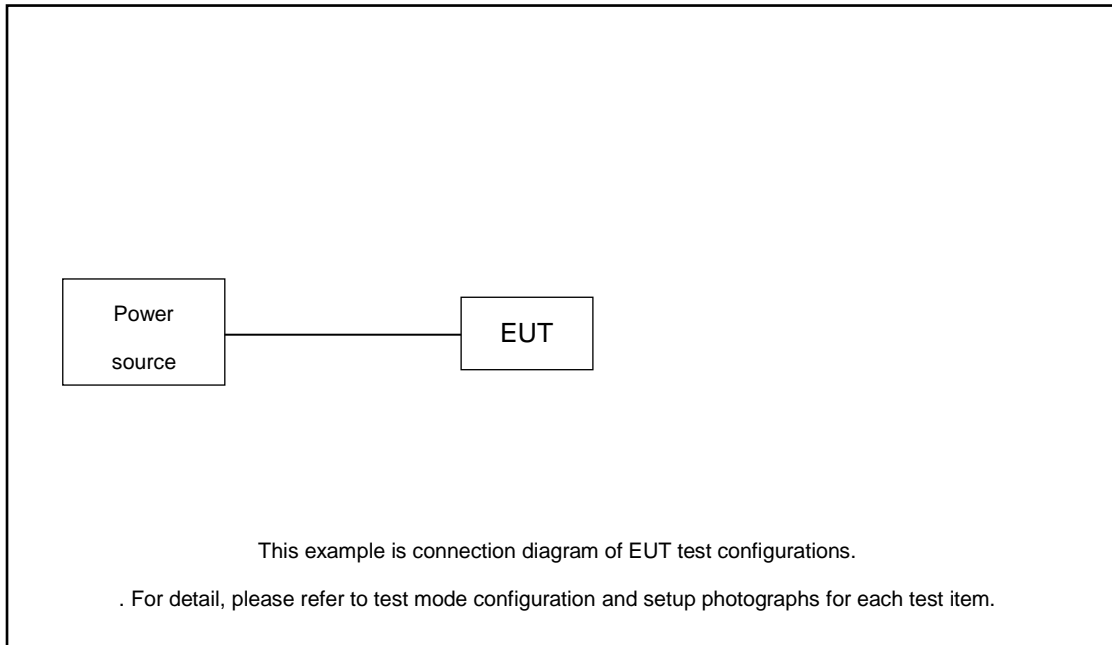 Power
source
EUT
This example is connection diagram of EUT test configurations.
. For detail, please refer to test mode configuration and setup photographs for each test item.